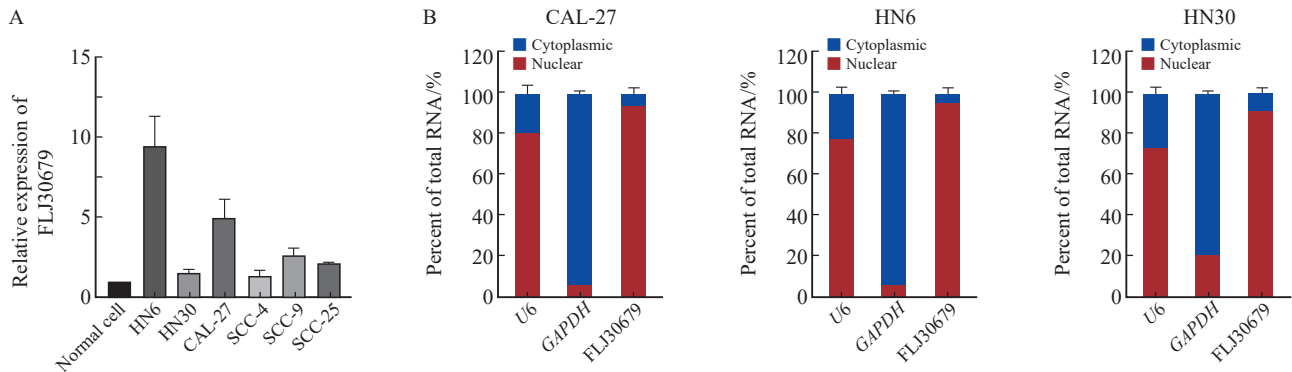 A
Relative expression of
FLJ30679
15
10
5
0
Normal cell
HN6
HN30
CAL-27
SCC-4
SCC-9
SCC-25
B
CAL-27
Percent of total RNA/%
120
100
80
60
40
20
0
Cytoplasmic
Nuclear
U6
GAPDH
FLJ30679
HN6
Percent of total RNA/%
120
100
80
60
40
20
0
Cytoplasmic
Nuclear
U6
GAPDH
FLJ30679
HN30
Percent of total RNA/%
120
100
80
60
40
20
0
Cytoplasmic
Nuclear
U6
GAPDH
FLJ30679